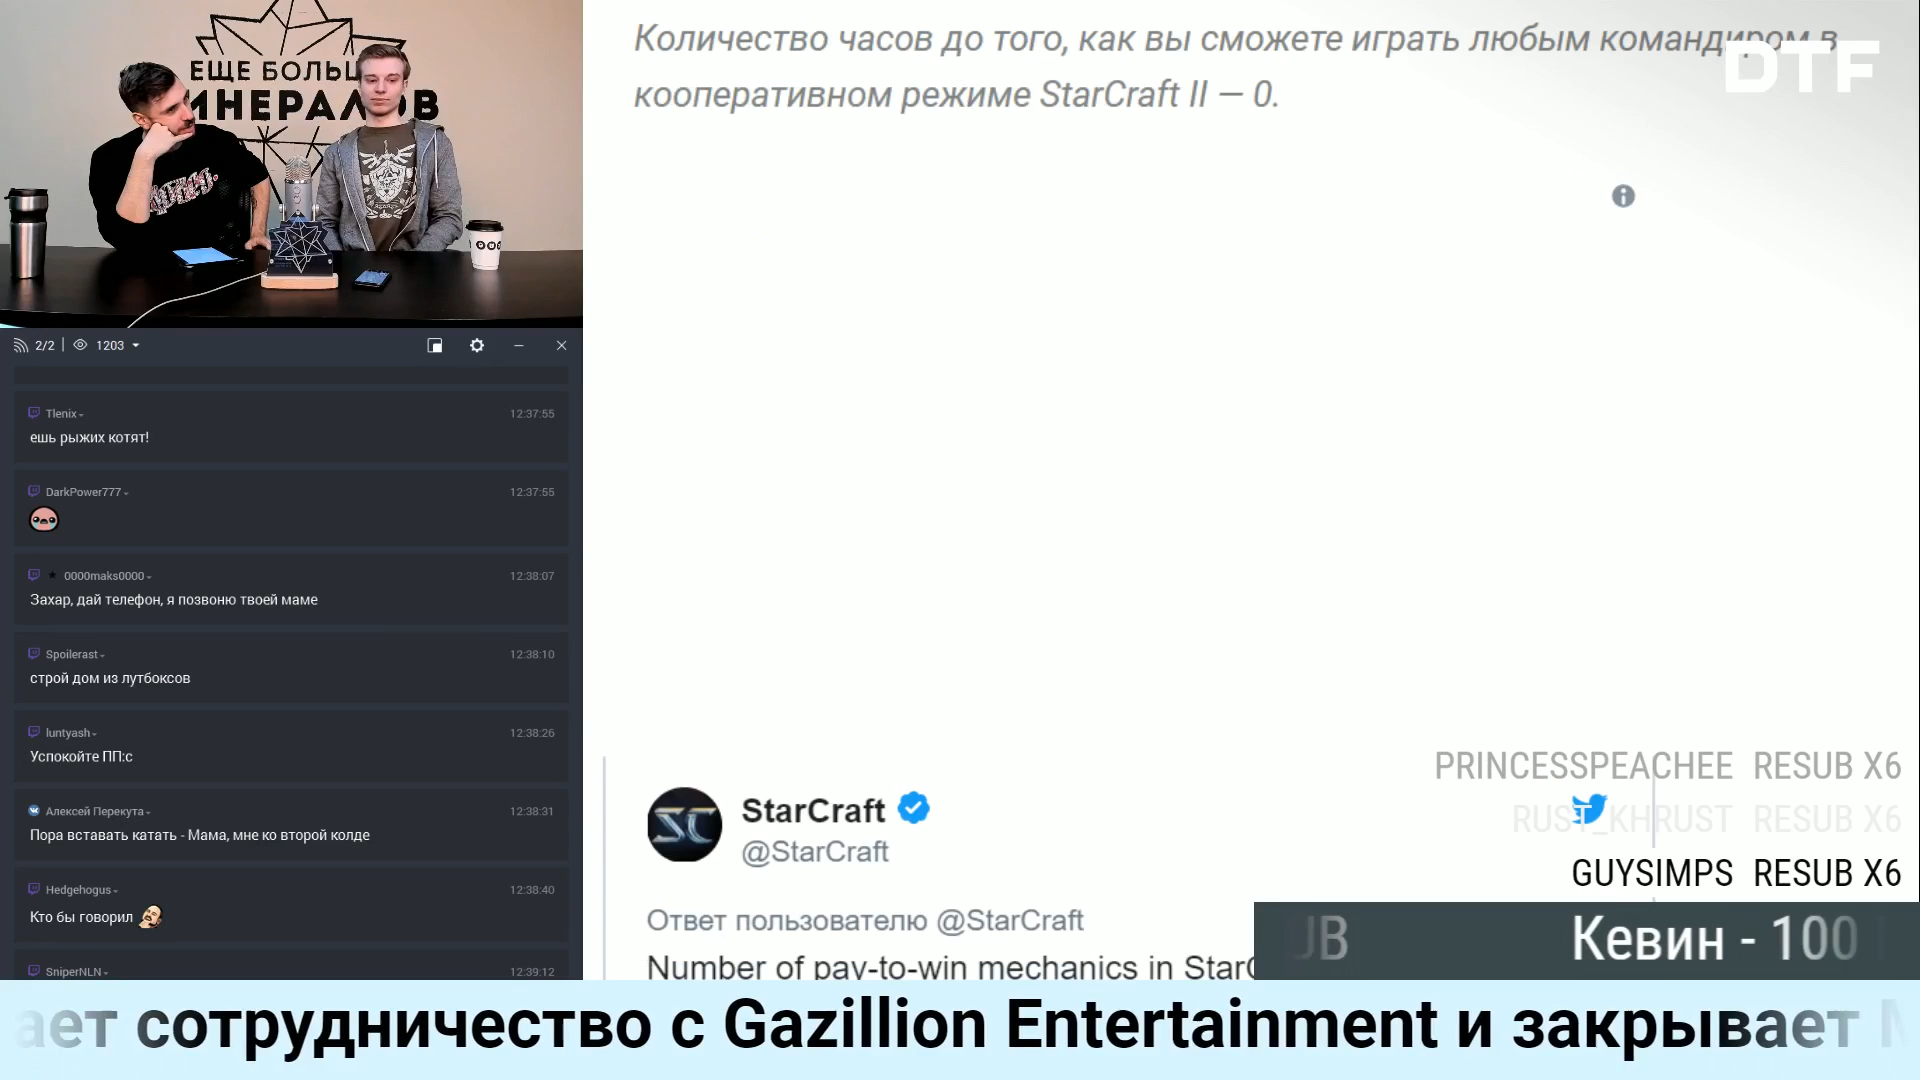 ЕЩЕ БОЛЬ
ИНЕРАЛОВ
Количество часов до того, как вы сможете играть любым командиром в
кооперативном режиме StarCraft II — 0.
DTF
2/2
1203
Tlenix
12:37:55
ешь рыжих котят!
DarkPower777
12:37:55
0000maks0000
12:38:07
Захар, дай телефон, я позвоню твоей маме
Spoilerast
12:38:10
строй дом из лутбоксов
luntyash
12:38:26
Успокойте ПП:с
Алексей Перекута
12:38:31
Пора вставать катать - Мама, мне ко второй колде
Hedgehogus
12:38:40
Кто бы говорил
SniperNLN
12:39:12
SC
StarCraft
@StarCraft
Ответ пользователю @StarCraft
Number of pay-to-win mechanics in Star
PRINCESSPEACHEE RESUB X6
RUST_KHRUST RESUB X6
GUYSIMPS RESUB X6
UB Кевин - 100
ает сотрудничество с Gazillion Entertainment и закрывает